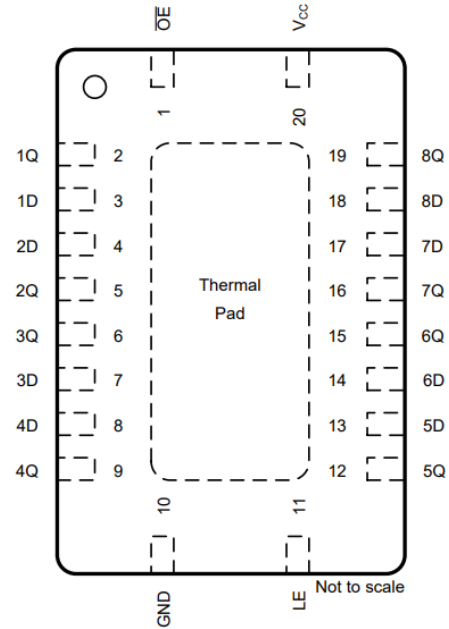 O̅E̅ VCC
1 20
1Q 2 19 8Q
1D 3 18 8D
2D 4 17 7D
2Q 5 16 7Q
Thermal
Pad
3Q 6 15 6Q
3D 7 14 6D
4D 8 13 5D
4Q 9 12 5Q
10 11
Not to scale
GND LE